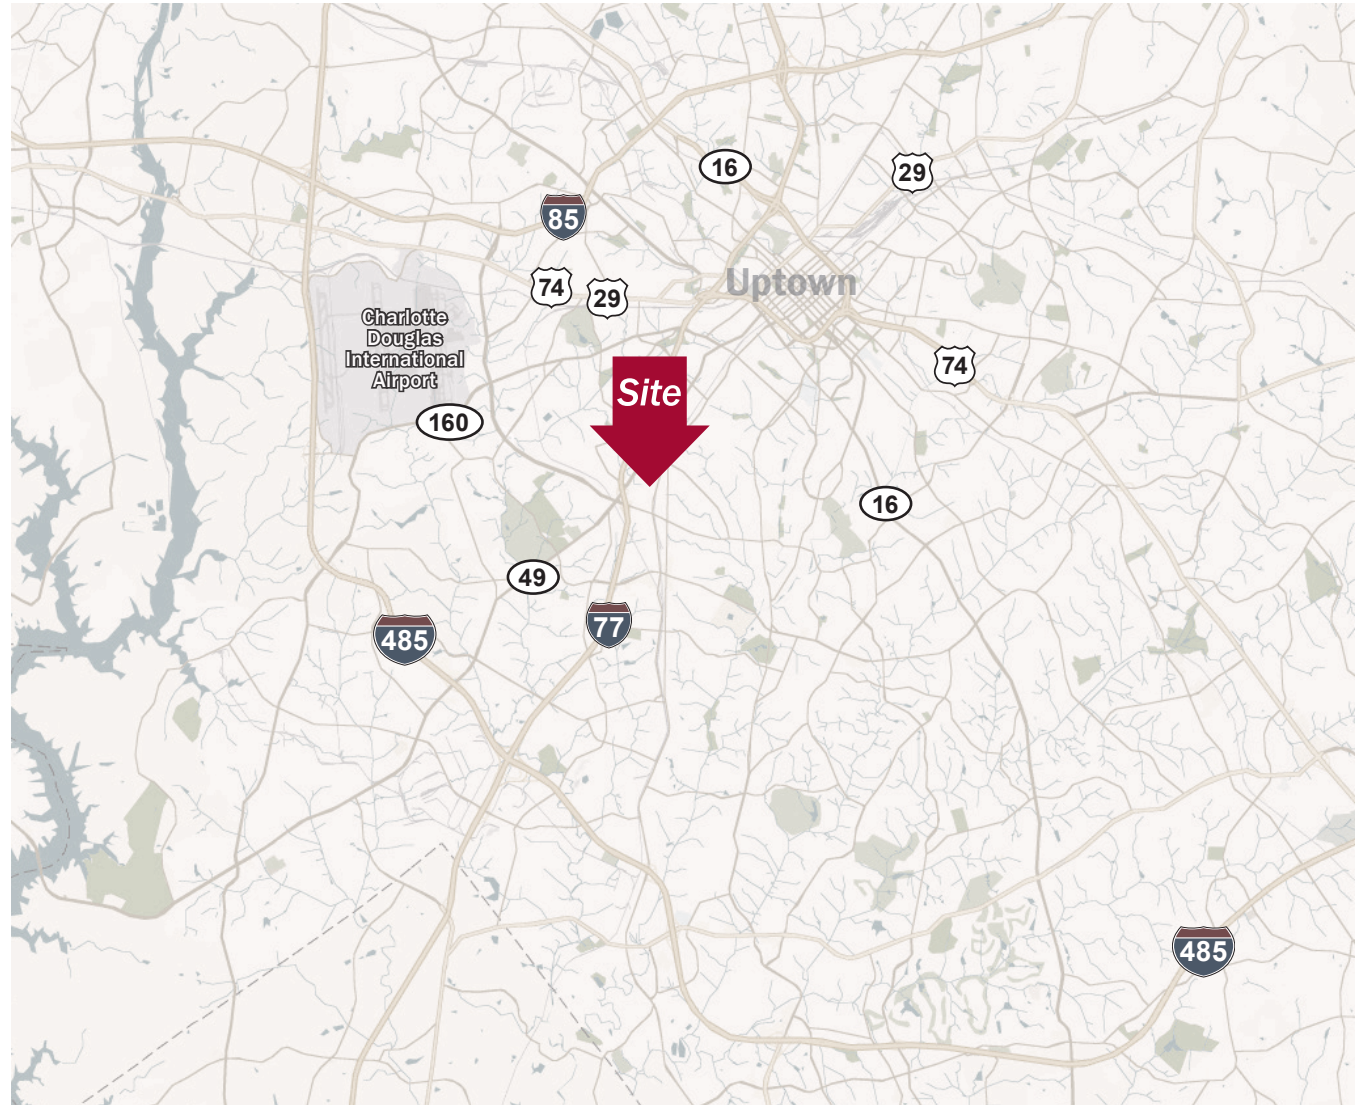 16
29
85
Uptown
74
29
Charlotte
Douglas
International
Airport
74
Site
160
16
49
77
485
485